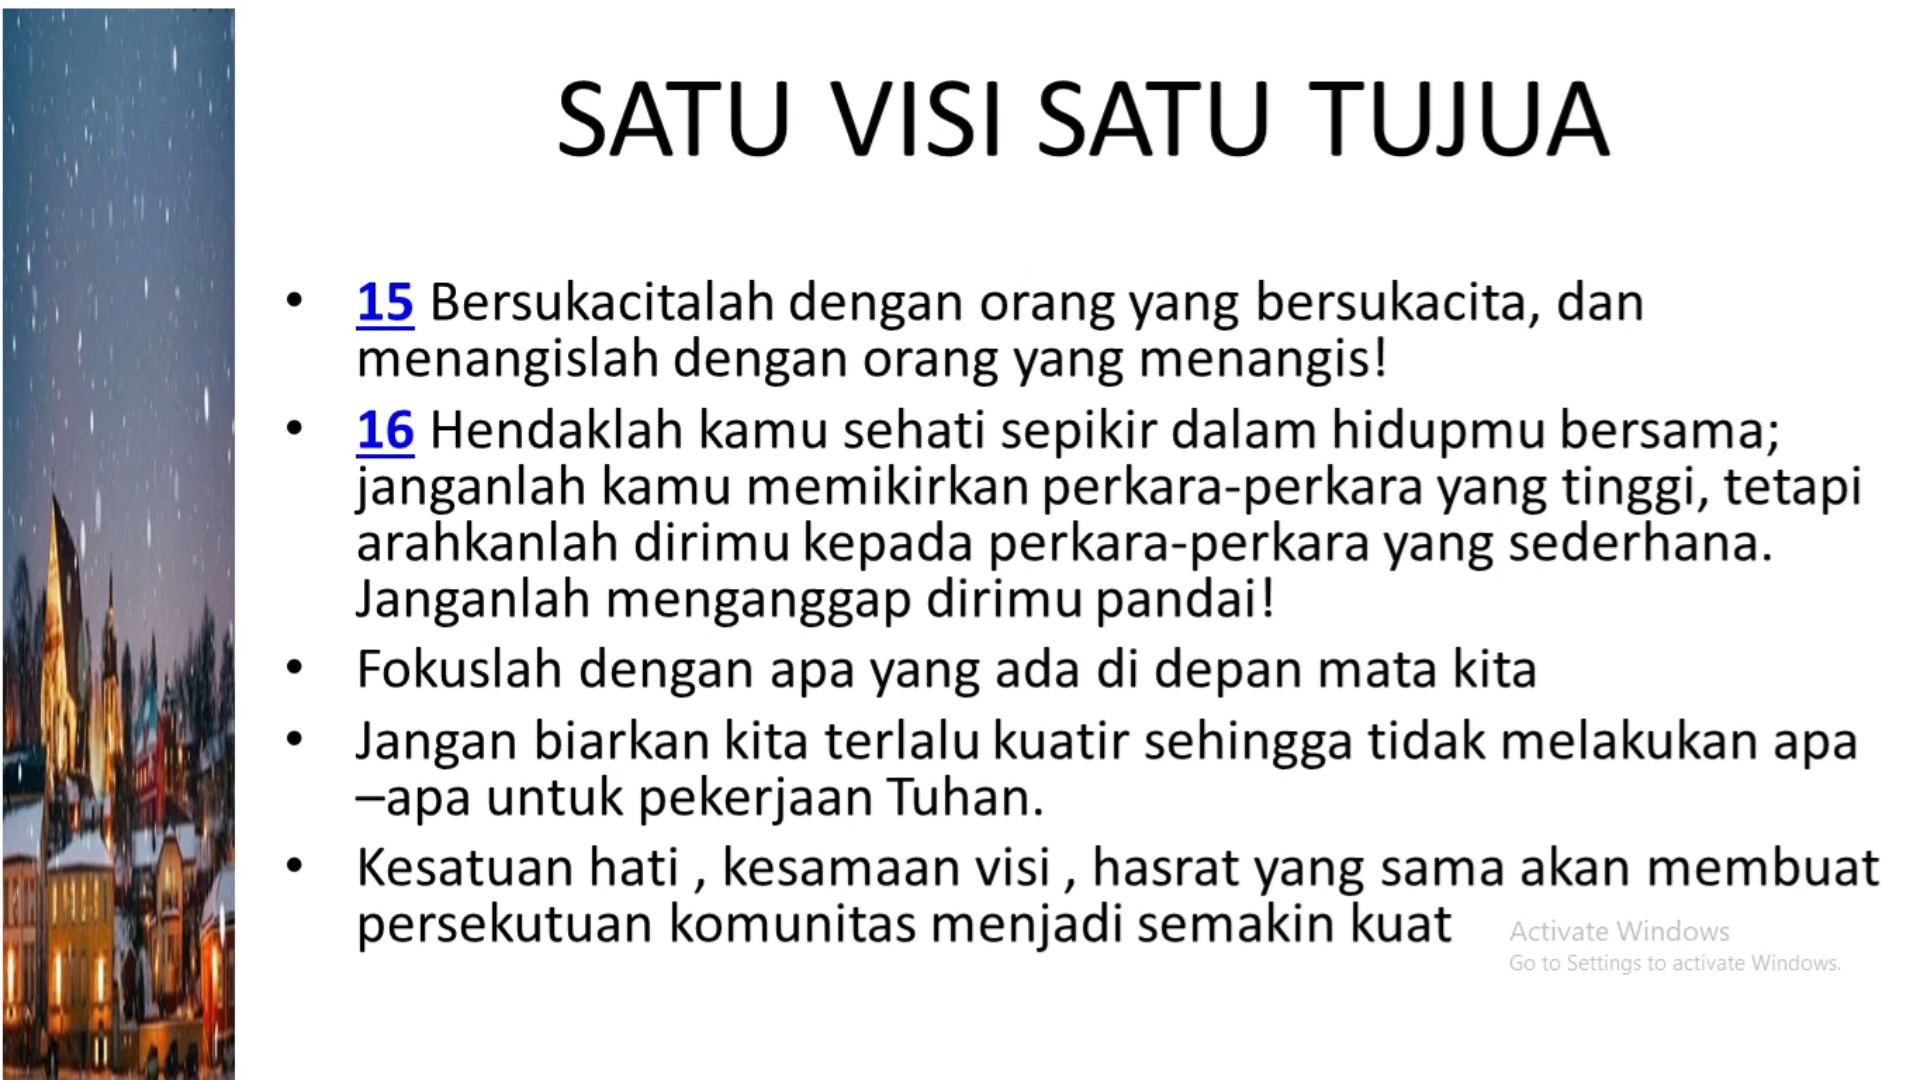 SATU VISI SATU TUJUA
• 15 Bersukacitalah dengan orang yang bersukacita, dan
menangislah dengan orang yang menangis!
• 16 Hendaklah kamu sehati sepikir dalam hidupmu bersama;
janganlah kamu memikirkan perkara-perkara yang tinggi, tetapi
arahkanlah dirimu kepada perkara-perkara yang sederhana.
Janganlah menganggap dirimu pandai!
• Fokuslah dengan apa yang ada di depan mata kita
• Jangan biarkan kita terlalu kuatir sehingga tidak melakukan apa
–apa untuk pekerjaan Tuhan.
• Kesatuan hati , kesamaan visi , hasrat yang sama akan membuat
persekutuan komunitas menjadi semakin kuat
Activate Windows
Go to Settings to activate Windows.